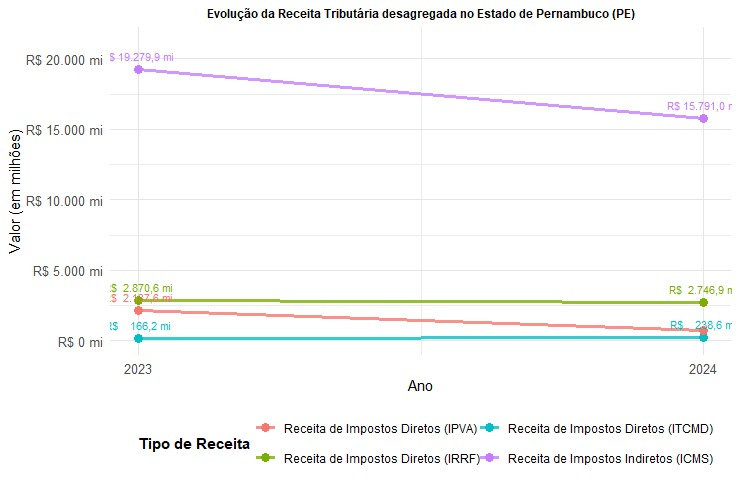 Evolução da Receita Tributária desagregada no Estado de Pernambuco (PE)
$ 19.279,9 mi
R$ 20.000 mi
R$ 15.791,0 m
R$ 15.000 mi
R$ 10.000 mi
R$ 5.000 mi
$ 2.870,6 mi
R$ 2.746,9 m
R$ 238,6 m
$ 166,2 mi
R$ 0 mi
Valor (em milhões)
2023
2024
Ano
Tipo de Receita
Receita de Impostos Diretos (IPVA)
Receita de Impostos Diretos (ITCMD)
Receita de Impostos Diretos (IRRF)
Receita de Impostos Indiretos (ICMS)